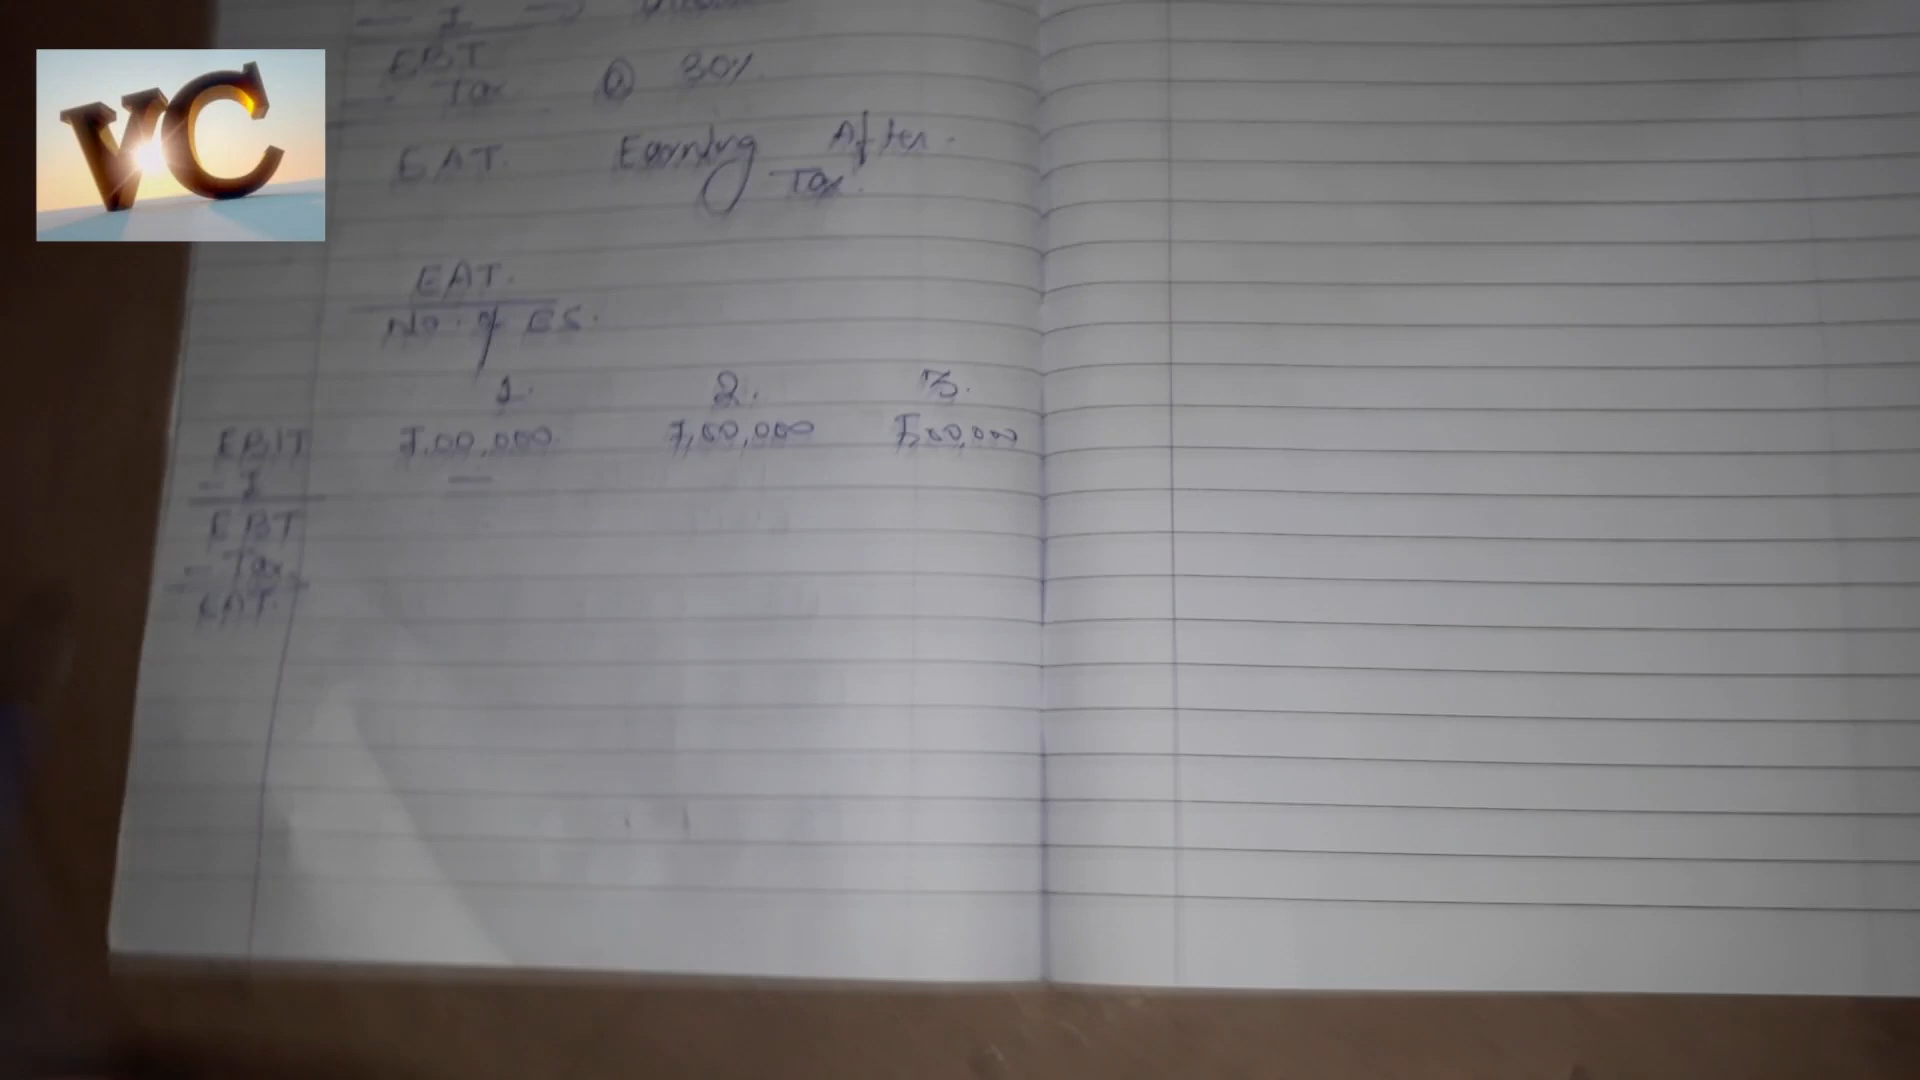 VC
- I →
EBT
- Tax @ 30%
EAT. Earning After.
Tax.
EAT.
No. of ES.
1. 2. 3.
EBIT 7,00,000. 7,00,000 7,00,000
- I —
EBT
- Tax
EAT.